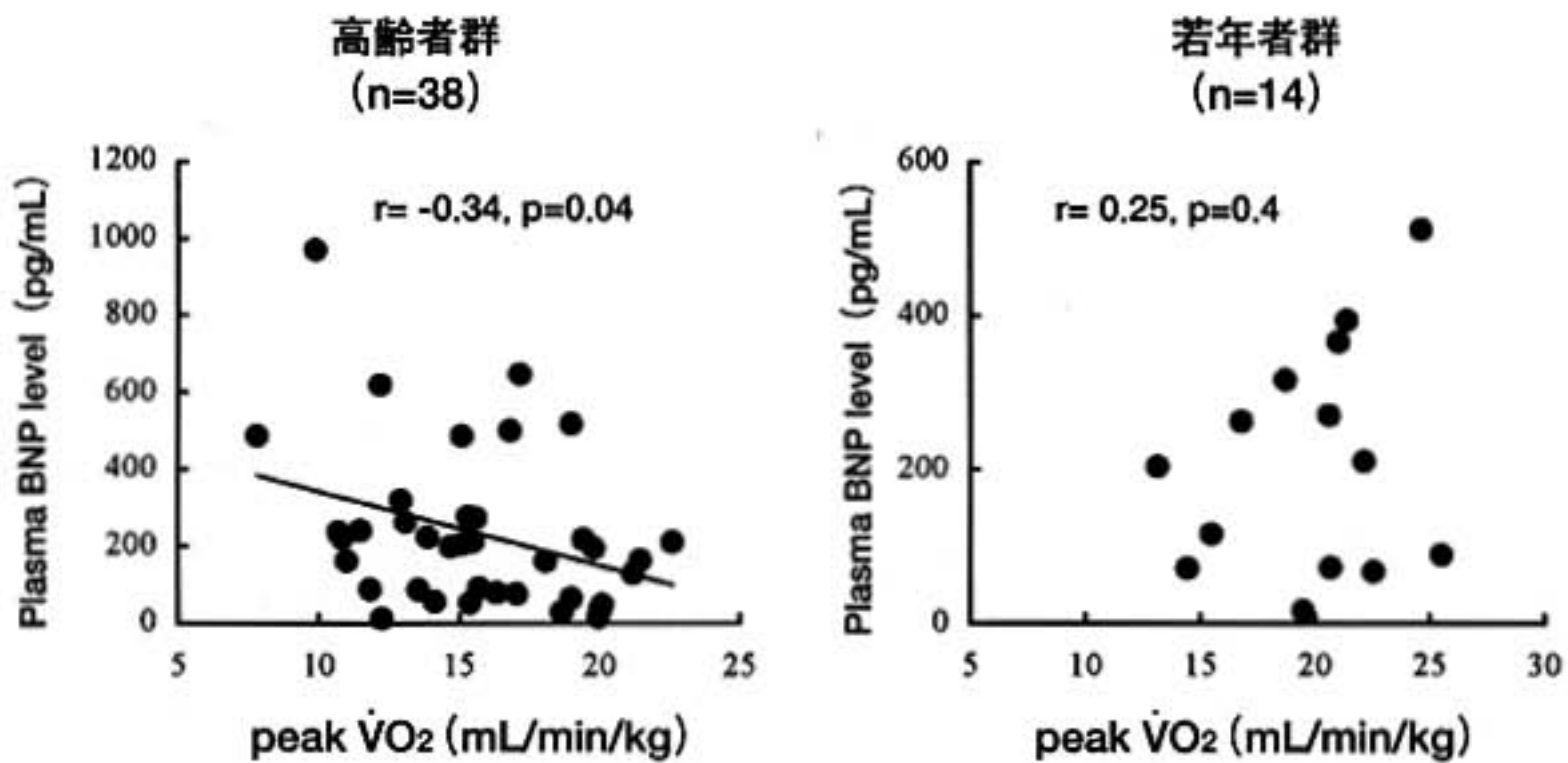 高齢者群
(n=38)
1200
1000
800
600
400
200
0
Plasma BNP level (pg/mL)
r= -0.34, p=0.04
5
10
15
20
25
peak V̇O₂ (mL/min/kg)
若年者群
(n=14)
600
400
200
0
Plasma BNP level (pg/mL)
r= 0.25, p=0.4
5
10
15
20
25
30
peak V̇O₂ (mL/min/kg)